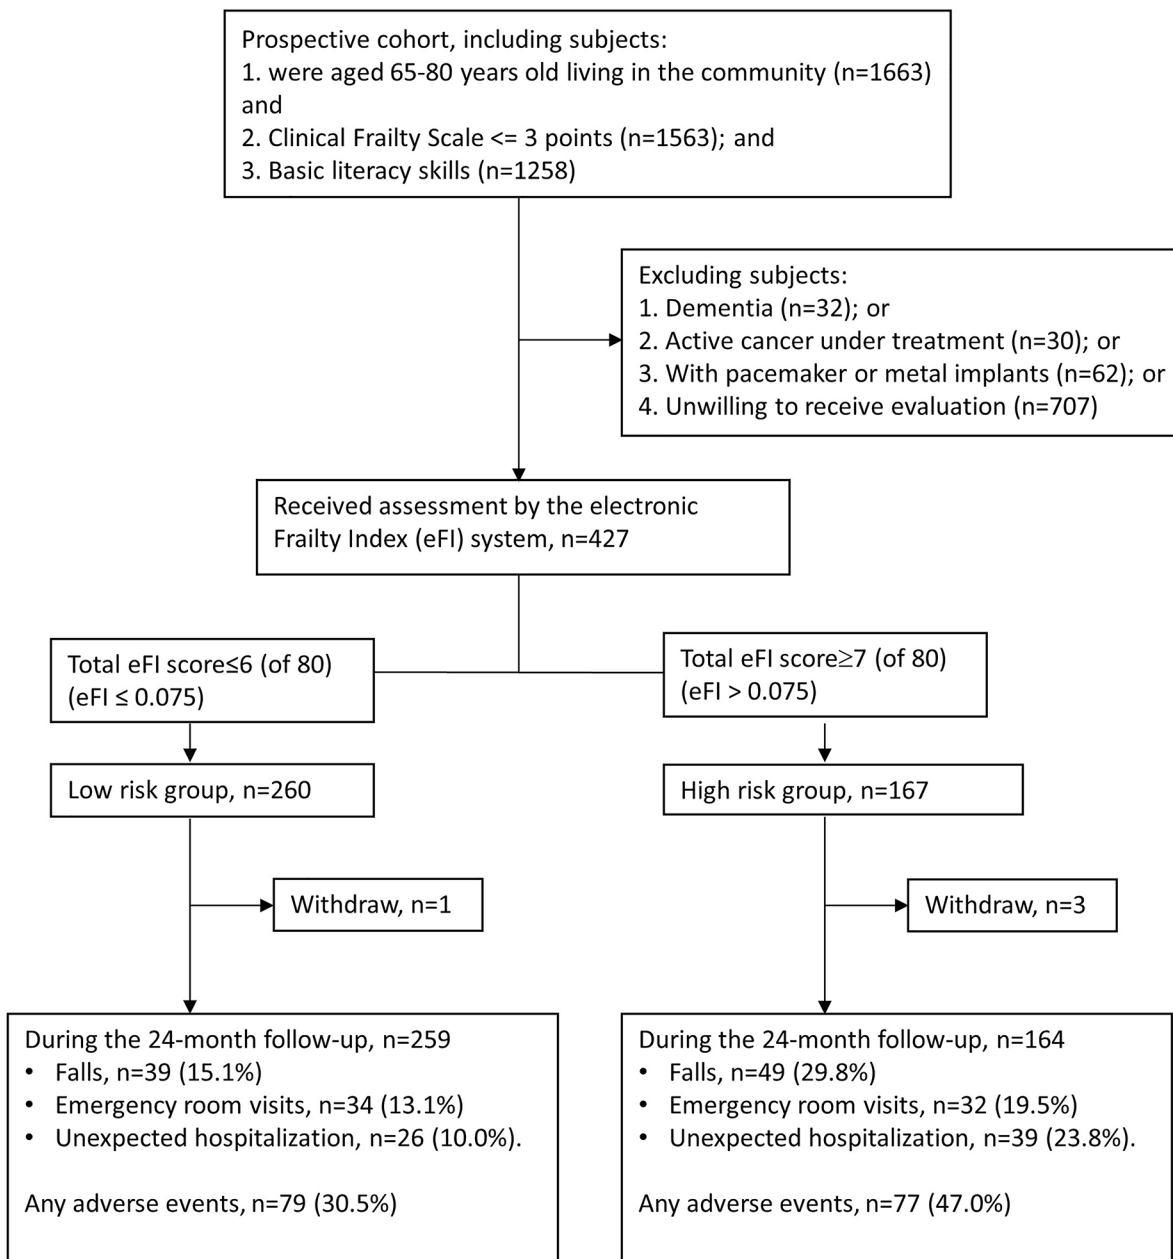 Prospective cohort, including subjects:
1. were aged 65-80 years old living in the community (n=1663)
and
2. Clinical Frailty Scale <= 3 points (n=1563); and
3. Basic literacy skills (n=1258)
Excluding subjects:
1. Dementia (n=32); or
2. Active cancer under treatment (n=30); or
3. With pacemaker or metal implants (n=62); or
4. Unwilling to receive evaluation (n=707)
Received assessment by the electronic
Frailty Index (eFI) system, n=427
Total eFI score≤6 (of 80)
(eFI ≤ 0.075)
Total eFI score≥7 (of 80)
(eFI > 0.075)
Low risk group, n=260
High risk group, n=167
Withdraw, n=1
Withdraw, n=3
During the 24-month follow-up, n=259
• Falls, n=39 (15.1%)
• Emergency room visits, n=34 (13.1%)
• Unexpected hospitalization, n=26 (10.0%).
Any adverse events, n=79 (30.5%)
During the 24-month follow-up, n=164
• Falls, n=49 (29.8%)
• Emergency room visits, n=32 (19.5%)
• Unexpected hospitalization, n=39 (23.8%).
Any adverse events, n=77 (47.0%)